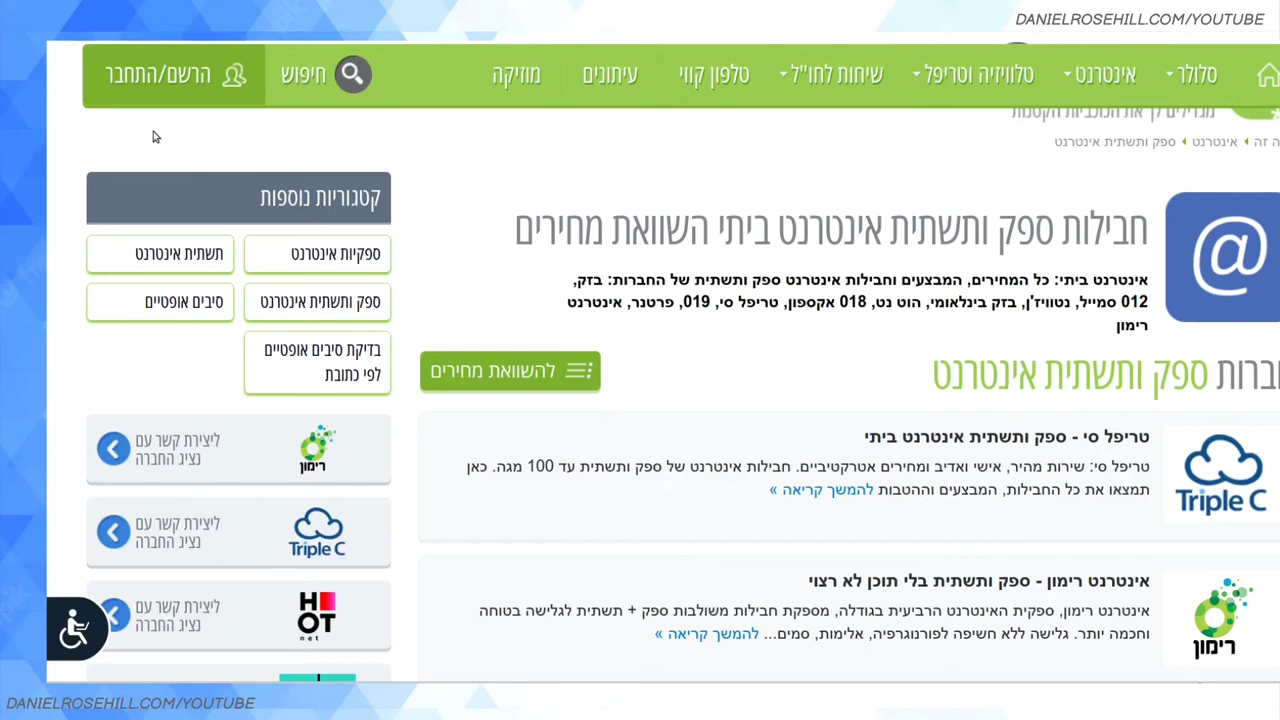 DANIELROSEHILL.COM/YOUTUBE
סלולר
אינטרנט
טלוויזיה וטריפל
שיחות לחו"ל
טלפון קווי
עיתונים
מוזיקה
חיפוש
הרשם/התחבר
מגדילים לך את הכוכביות הקטנות
ה זה
אינטרנט
ספק ותשתית אינטרנט
חבילות ספק ותשתית אינטרנט ביתי השוואת מחירים
אינטרנט ביתי: כל המחירים, המבצעים וחבילות אינטרנט ספק ותשתית של החברות: בזק,
012 סמייל, נטוויז'ן, בזק בינלאומי, הוט נט, 018 אקספון, טריפל סי, 019, פרטנר, אינטרנט
רימון
ברות ספק ותשתית אינטרנט
להשוואת מחירים
טריפל סי - ספק ותשתית אינטרנט ביתי
טריפל סי: שירות מהיר, אישי ואדיב ומחירים אטרקטיביים. חבילות אינטרנט של ספק ותשתית עד 100 מגה. כאן
תמצאו את כל החבילות, המבצעים וההטבות להמשך קריאה »
Triple C
אינטרנט רימון - ספק ותשתית בלי תוכן לא רצוי
אינטרנט רימון, ספקית האינטרנט הרביעית בגודלה, מספקת חבילות משולבות ספק + תשתית לגלישה בטוחה
וחכמה יותר. גלישה ללא חשיפה לפורנוגרפיה, אלימות, סמים... להמשך קריאה »
רימון
קטגוריות נוספות
ספקיות אינטרנט
תשתית אינטרנט
ספק ותשתית אינטרנט
סיבים אופטיים
בדיקת סיבים אופטיים
לפי כתובת
רימון
ליצירת קשר עם
נציג החברה
Triple C
ליצירת קשר עם
נציג החברה
HOT
net
ליצירת קשר עם
נציג החברה
DANIELROSEHILL.COM/YOUTUBE